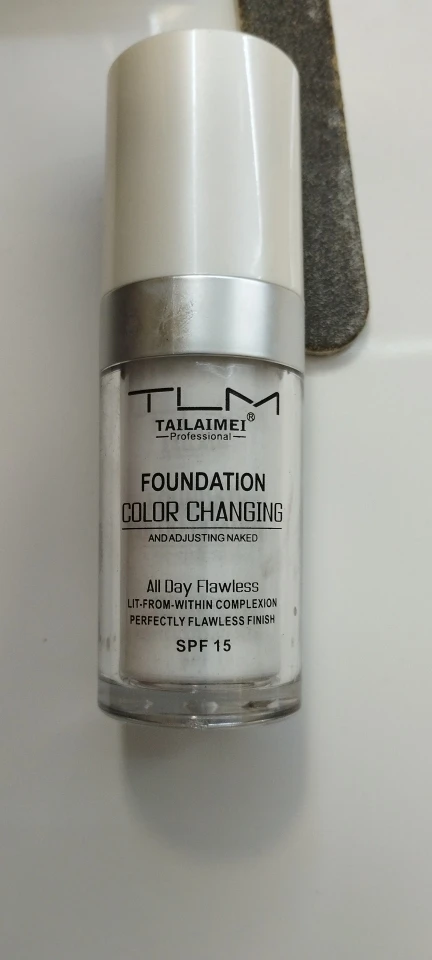 TLM
TAILAIMEI®
Professional
FOUNDATION
COLOR CHANGING
AND ADJUSTING NAKED
All Day Flawless
LIT-FROM-WITHIN COMPLEXION
PERFECTLY FLAWLESS FINISH
SPF 15